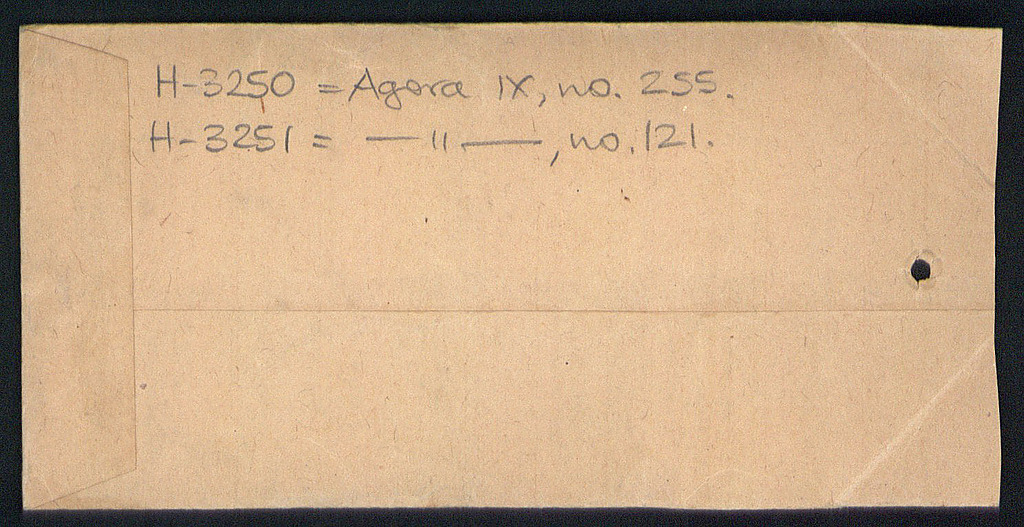 H-3250 = Agora IX, no. 255.
H-3251 = —〃—, no. 121.